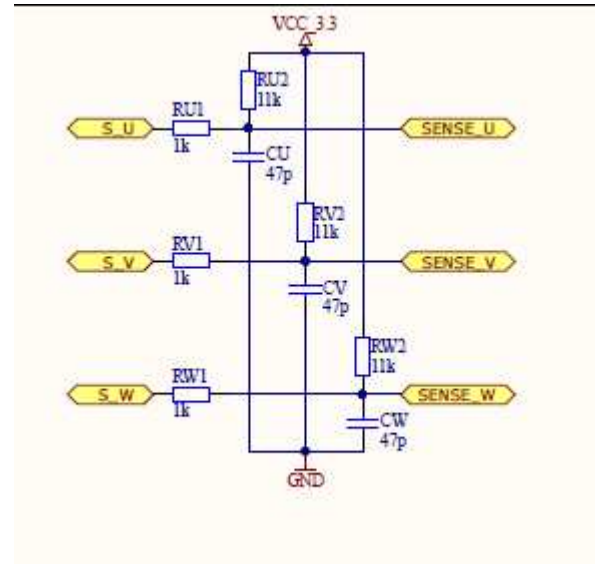 VCC_3.3
RU2
11k
S_U
RU1
1k
SENSE_U
CU
47p
RV2
11k
S_V
RV1
1k
SENSE_V
CV
47p
RW2
11k
S_W
RW1
1k
SENSE_W
CW
47p
GND